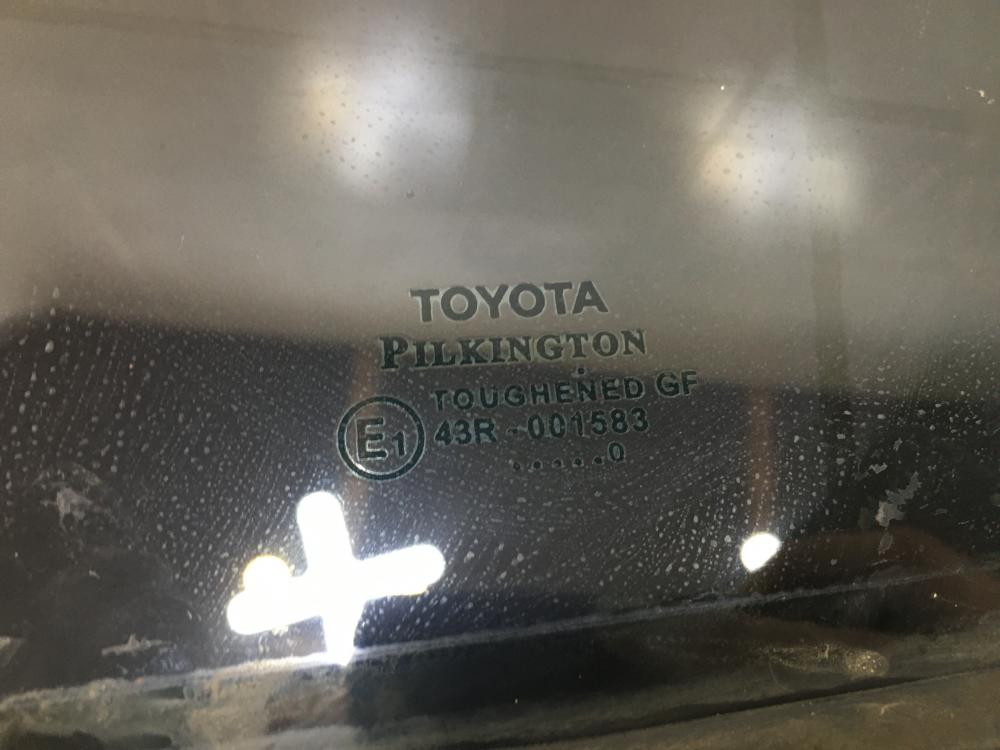 TOYOTA
PILKINGTON
TOUGHENED GF
E1 43R-001583
.....0